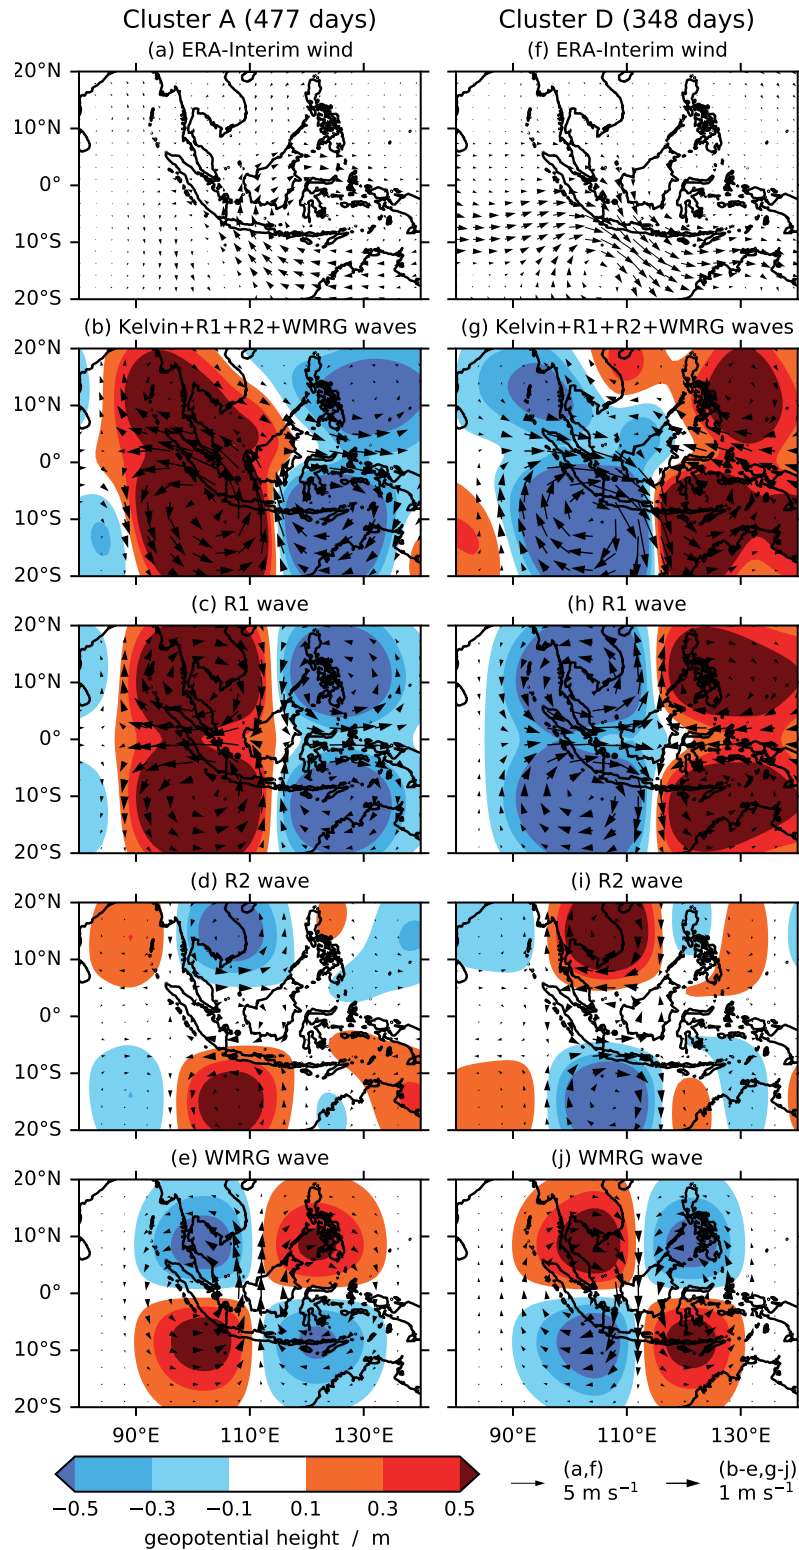 Cluster A (477 days) Cluster D (348 days)
(a) ERA-Interim wind (f) ERA-Interim wind
20°N
10°N
0°
10°S
20°S
(b) Kelvin+R1+R2+WMRG waves (g) Kelvin+R1+R2+WMRG waves
20°N
10°N
0°
10°S
20°S
(c) R1 wave (h) R1 wave
20°N
10°N
0°
10°S
20°S
(d) R2 wave (i) R2 wave
20°N
10°N
0°
10°S
20°S
(e) WMRG wave (j) WMRG wave
20°N
10°N
0°
10°S
20°S
90°E 110°E 130°E 90°E 110°E 130°E
(a,f) (b-e,g-j)
5 m s⁻¹ 1 m s⁻¹
−0.5 −0.3 −0.1 0.1 0.3 0.5
geopotential height / m